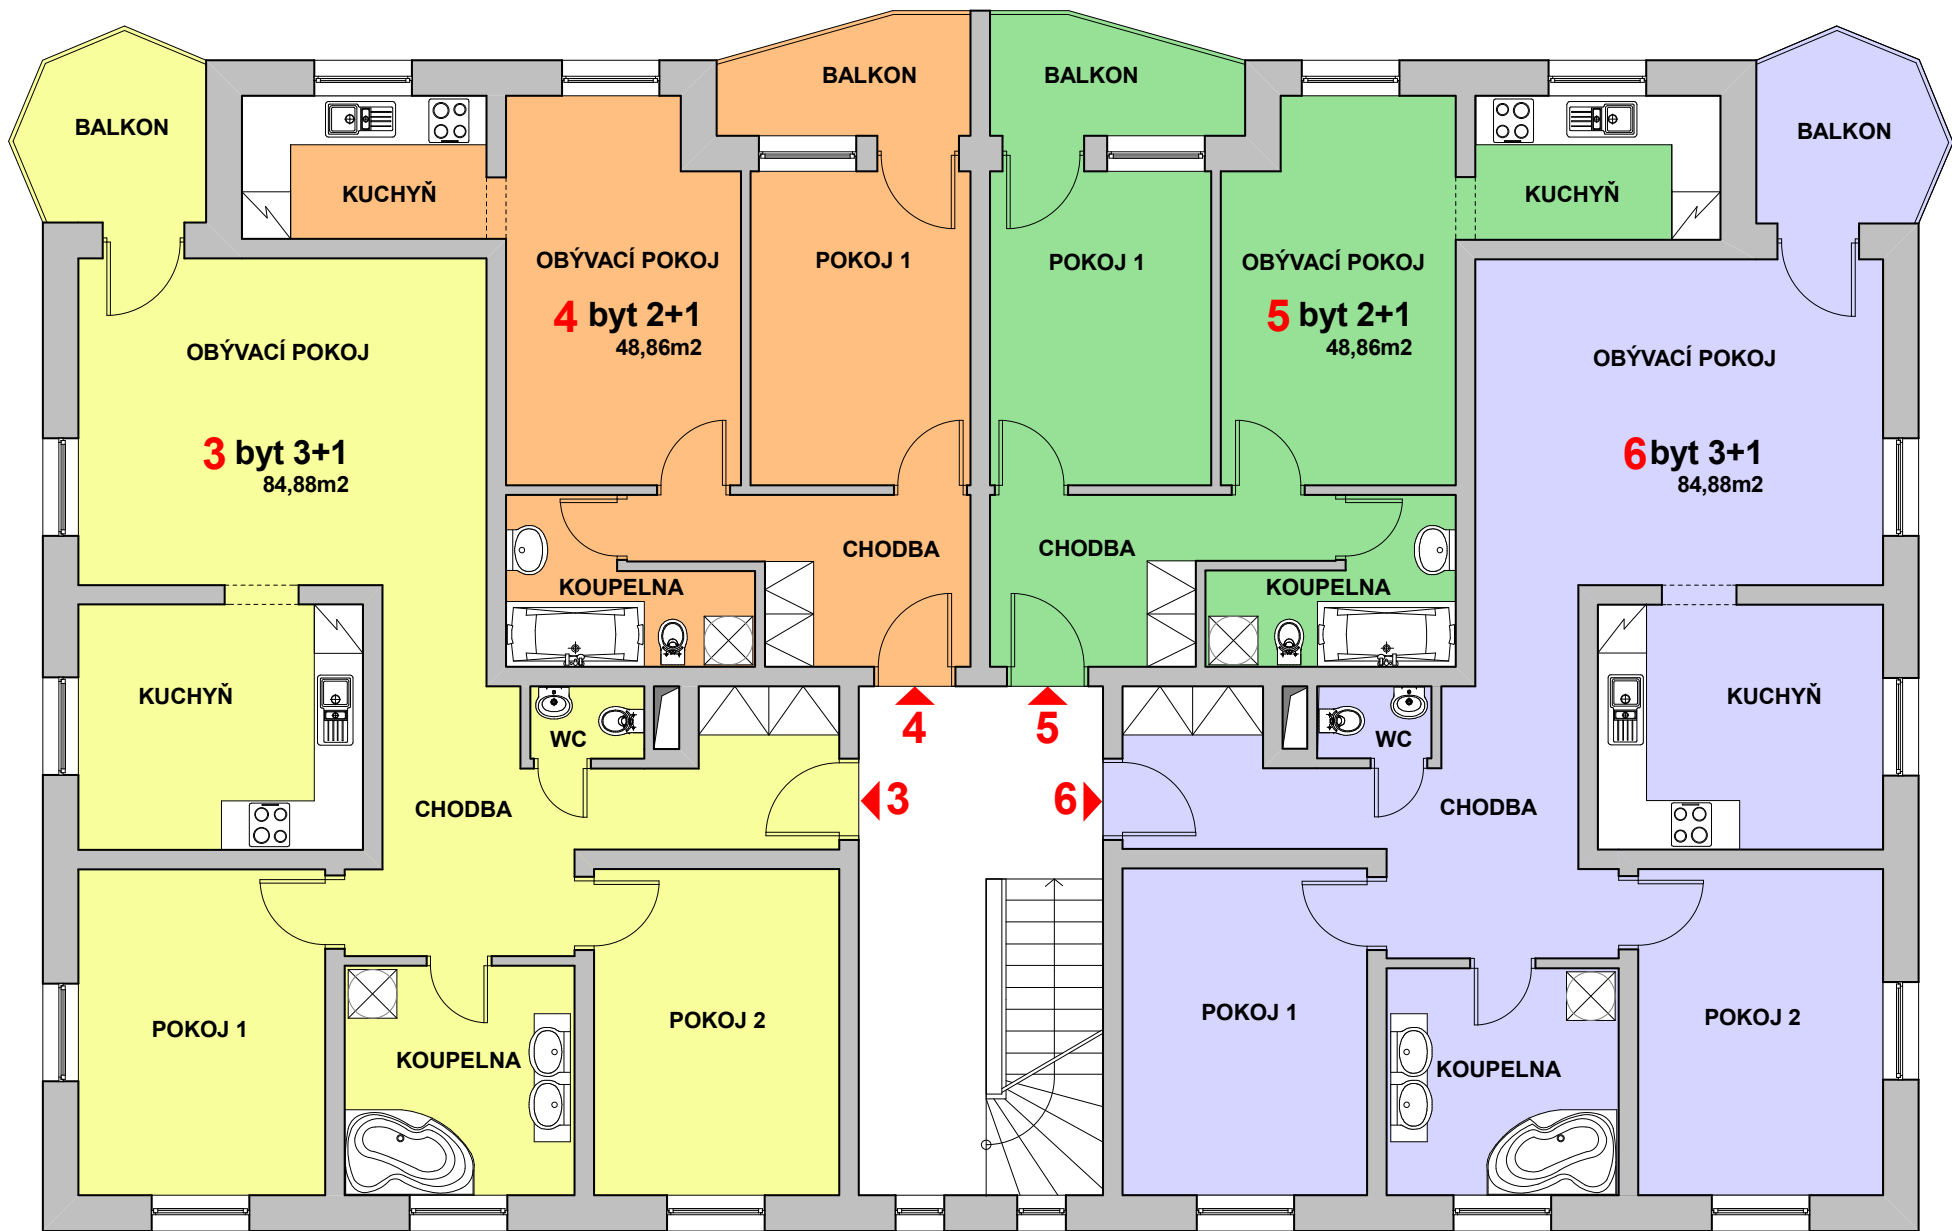 BALKON
BALKON
BALKON
BALKON
KUCHYŇ
KUCHYŇ
OBÝVACÍ POKOJ
POKOJ 1
POKOJ 1
OBÝVACÍ POKOJ
4 byt 2+1
48,86m2
5 byt 2+1
48,86m2
OBÝVACÍ POKOJ
OBÝVACÍ POKOJ
3 byt 3+1
84,88m2
6 byt 3+1
84,88m2
CHODBA
CHODBA
KOUPELNA
KOUPELNA
KUCHYŇ
KUCHYŇ
WC
4
5
WC
3
6
CHODBA
CHODBA
POKOJ 1
POKOJ 2
POKOJ 1
POKOJ 2
KOUPELNA
KOUPELNA